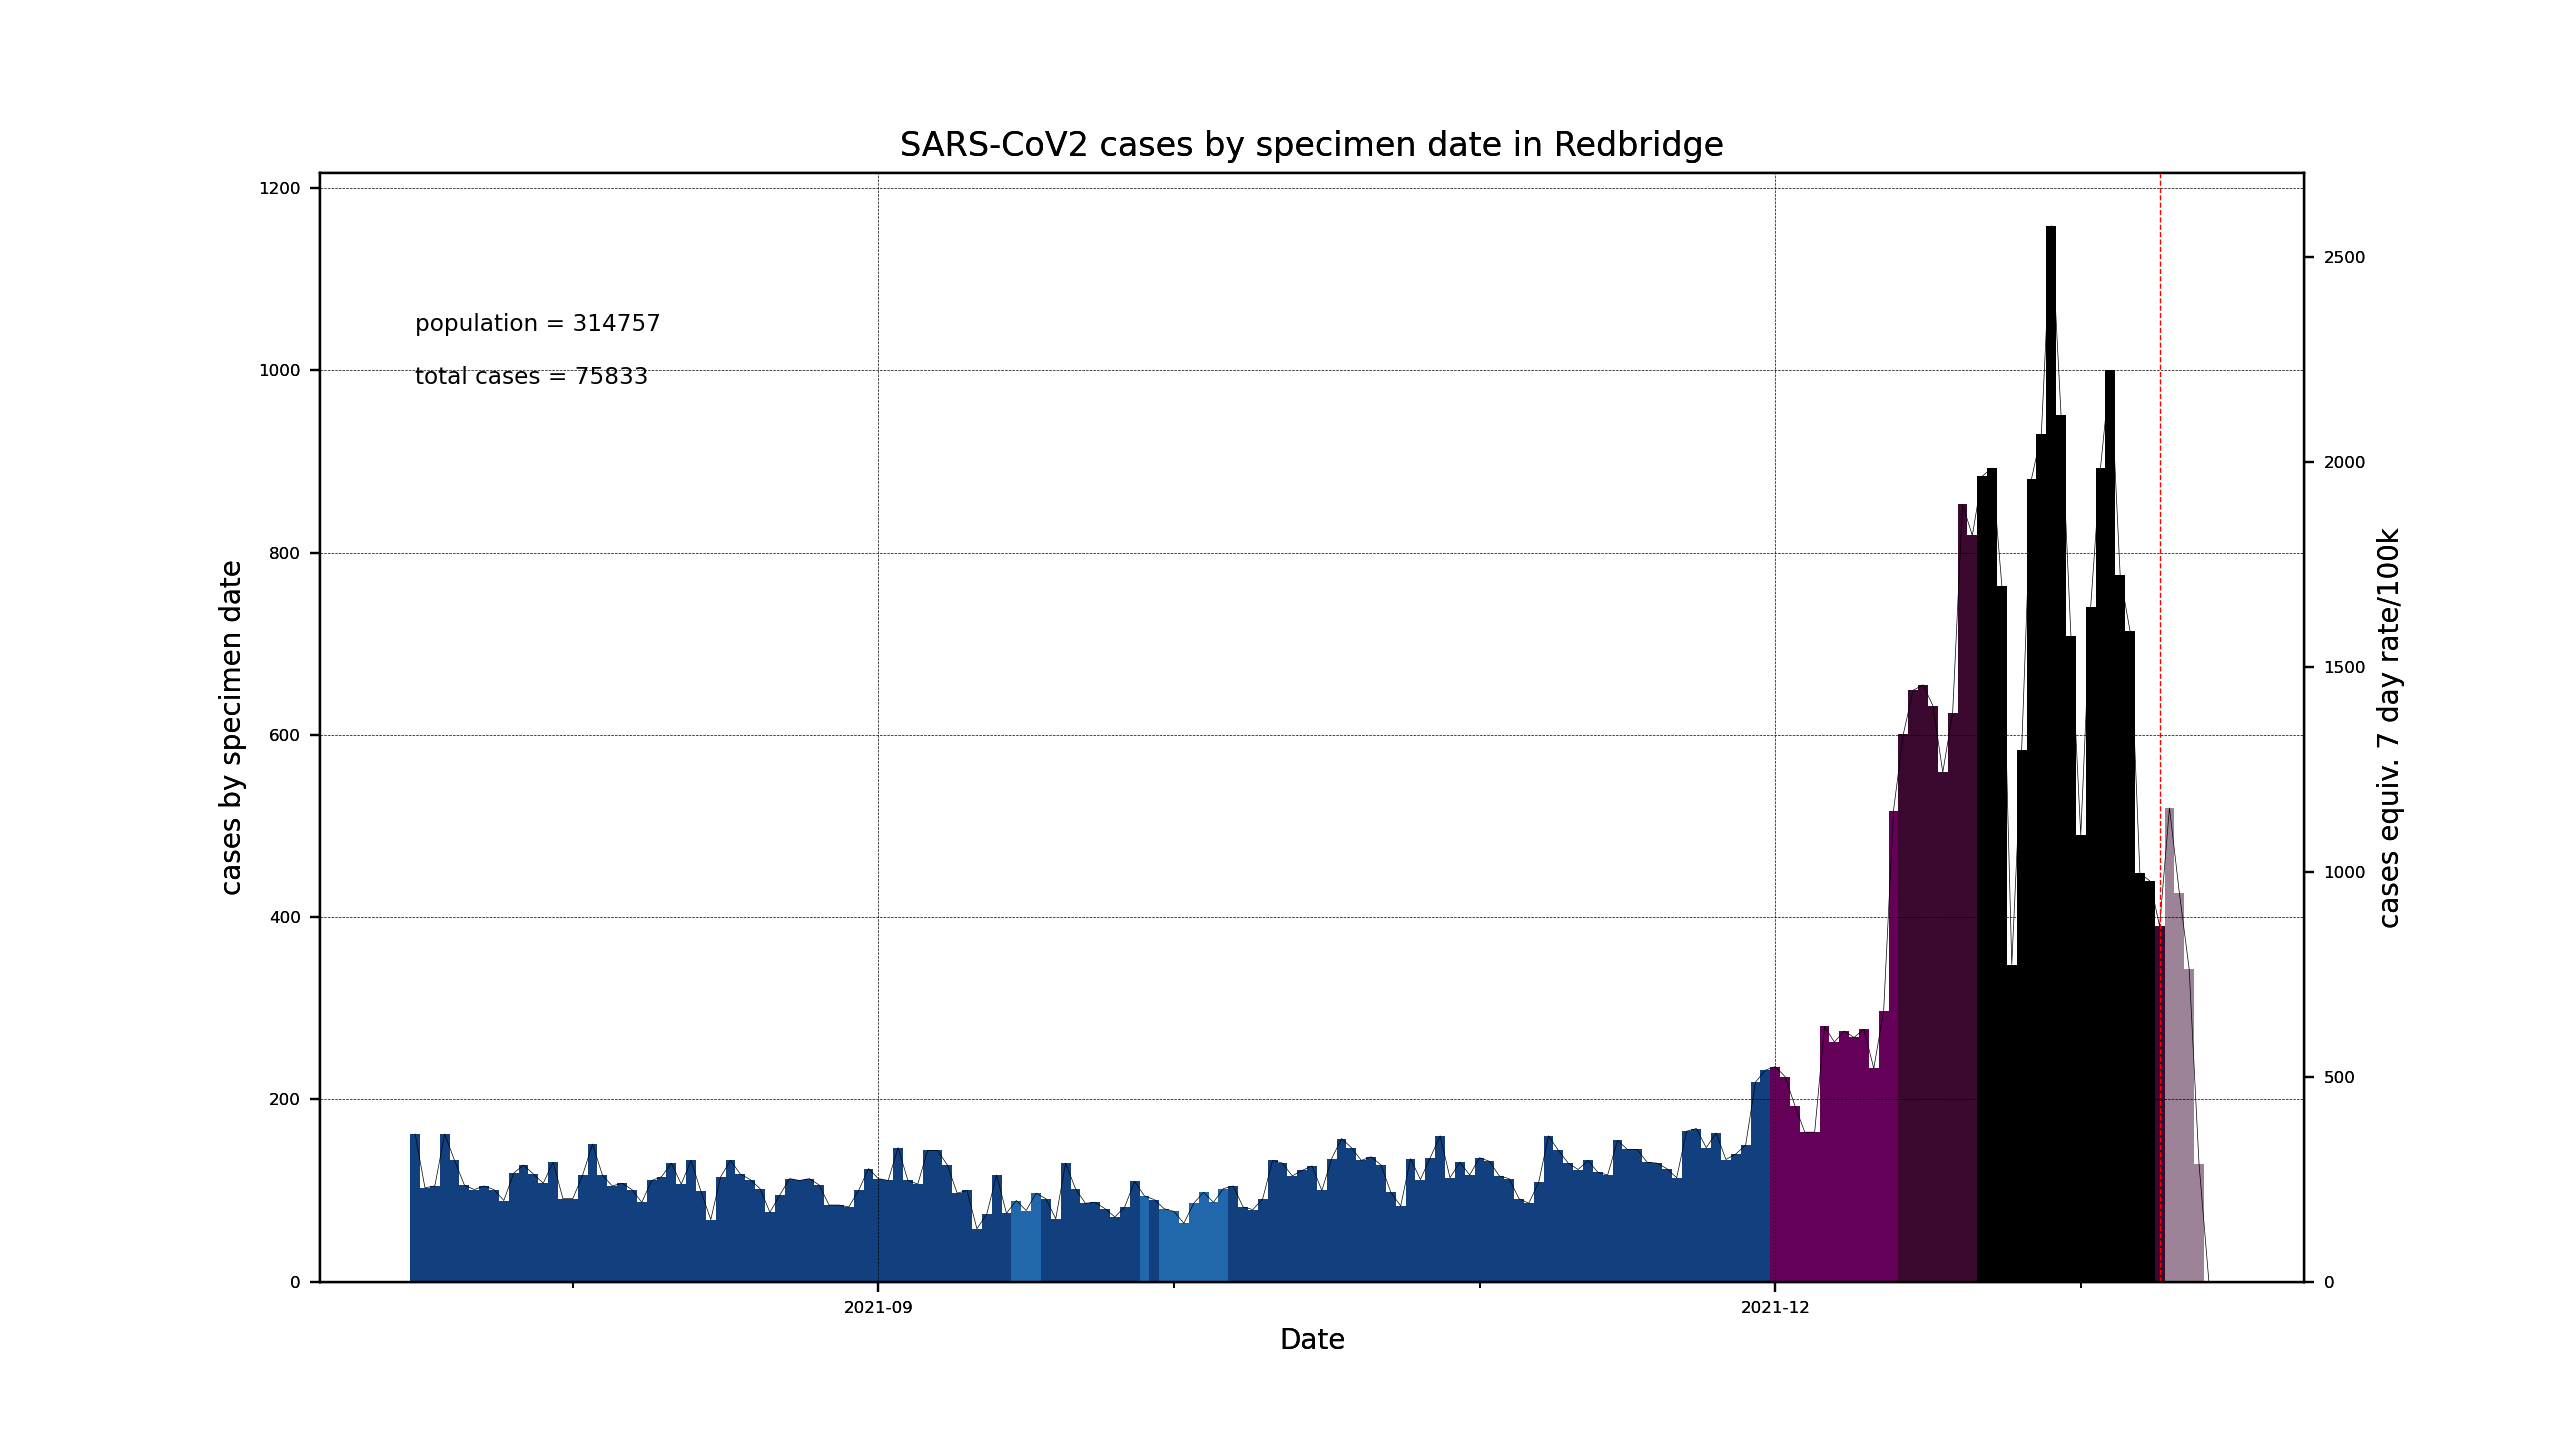 SARS-CoV2 cases by specimen date in Redbridge
1200
1000
800
600
400
200
0
cases by specimen date
population = 314757
total cases = 75833
2500
2000
1500
1000
500
0
cases equiv. 7 day rate/100k
2021-09
2021-12
Date